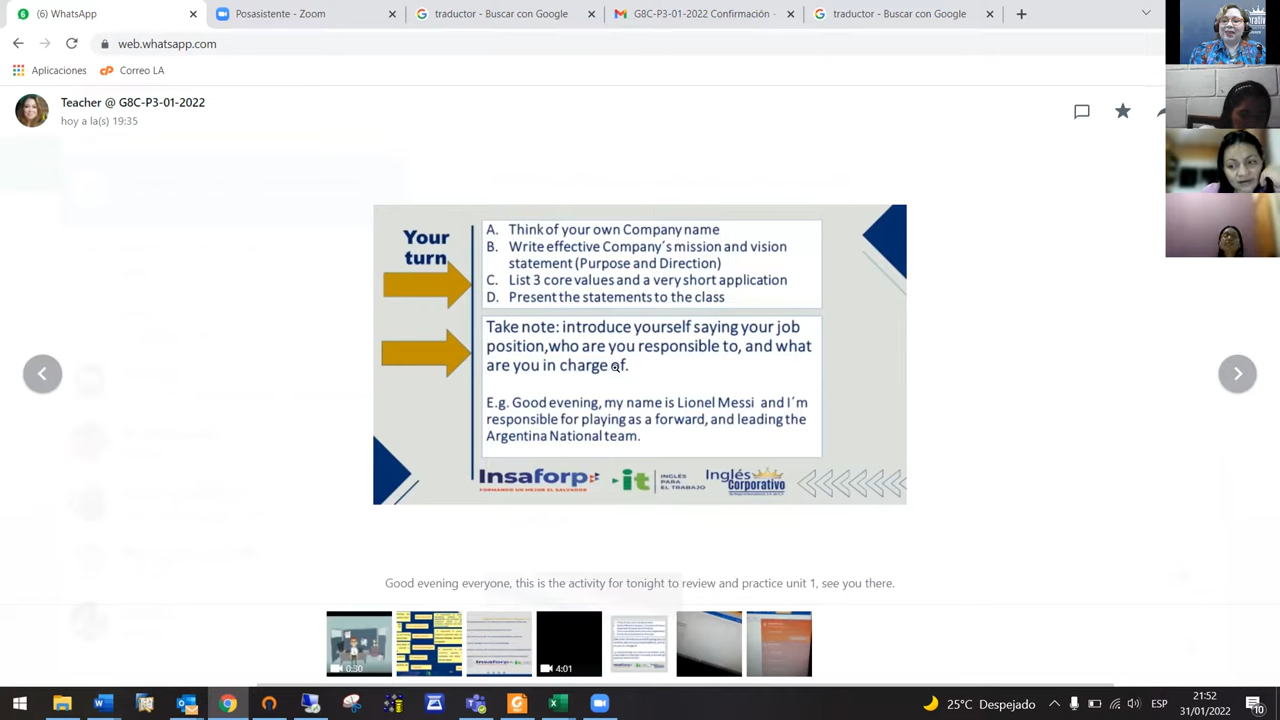 (6) WhatsApp
Posasistente - Zoom
traductor - Buscar con Google
G8C-P3-01-2022 Confirmación -
traductor - Buscar con Google
web.whatsapp.com
Aplicaciones
Correo LA
Teacher @ G8C-P3-01-2022
hoy a la(s) 19:35
Your
turn
A. Think of your own Company name
B. Write effective Company´s mission and vision
statement (Purpose and Direction)
C. List 3 core values and a very short application
D. Present the statements to the class
Take note: introduce yourself saying your job
position,who are you responsible to, and what
are you in charge of.
E.g. Good evening, my name is Lionel Messi and I´m
responsible for playing as a forward, and leading the
Argentina National team.
Insaforp
FORMANDO UN MEJOR EL SALVADOR
it
INGLÉS
PARA
EL TRABAJO
Inglés
Corporativo
Good evening everyone, this is the activity for tonight to review and practice unit 1, see you there.
0:30
4:01
Insaforp
25°C Despejado
ESP
21:52
31/01/2022
10